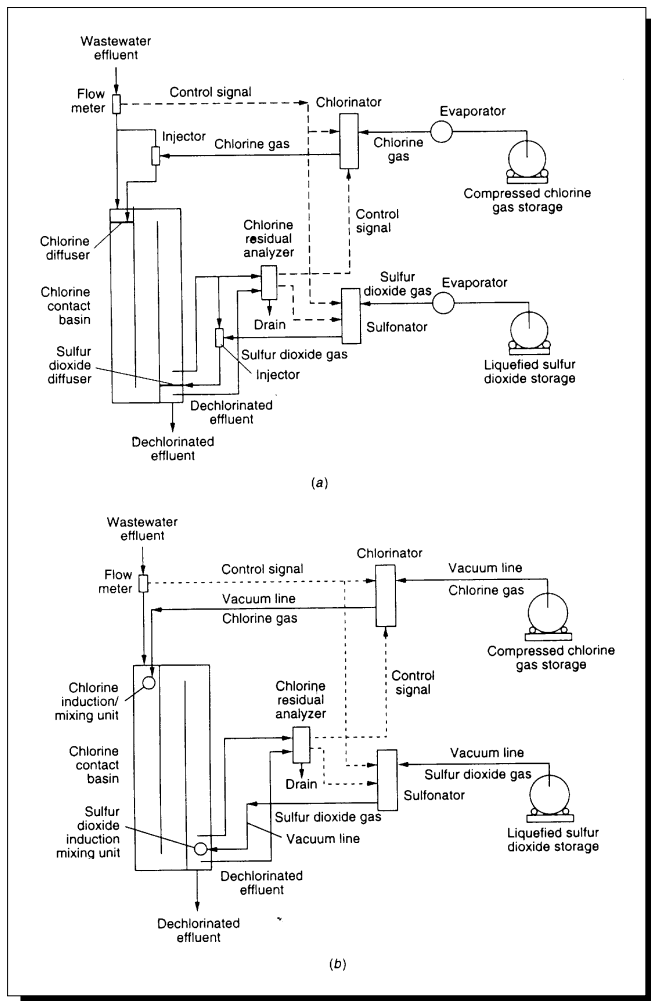 Wastewater
effluent
Flow
meter
Control signal
Chlorinator
Evaporator
Injector
Chlorine gas
Chlorine
gas
Compressed chlorine
gas storage
Chlorine
diffuser
Chlorine
residual
analyzer
Control
signal
Chlorine
contact
basin
Sulfur
dioxide gas
Evaporator
Drain
Sulfonator
Sulfur
dioxide
diffuser
Sulfur dioxide gas
Injector
Liquefied sulfur
dioxide storage
Dechlorinated
effluent
Dechlorinated
effluent
(a)
Wastewater
effluent
Flow
meter
Control signal
Chlorinator
Vacuum line
Chlorine gas
Vacuum line
Chlorine gas
Compressed chlorine
gas storage
Chlorine
induction/
mixing unit
Chlorine
residual
analyzer
Control
signal
Chlorine
contact
basin
Drain
Vacuum line
Sulfur dioxide gas
Sulfonator
Sulfur
dioxide
induction
mixing unit
Sulfur dioxide gas
Vacuum line
Liquefied sulfur
dioxide storage
Dechlorinated
effluent
Dechlorinated
effluent
(b)